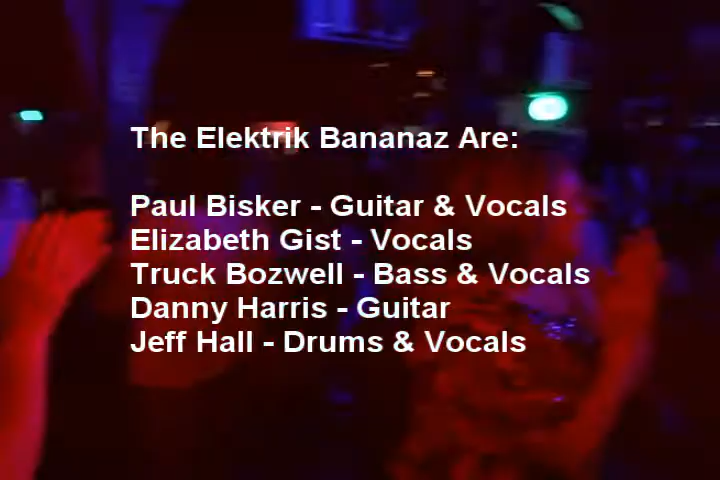 The Elektrik Bananaz Are:
Paul Bisker - Guitar & Vocals
Elizabeth Gist - Vocals
Truck Bozwell - Bass & Vocals
Danny Harris - Guitar
Jeff Hall - Drums & Vocals